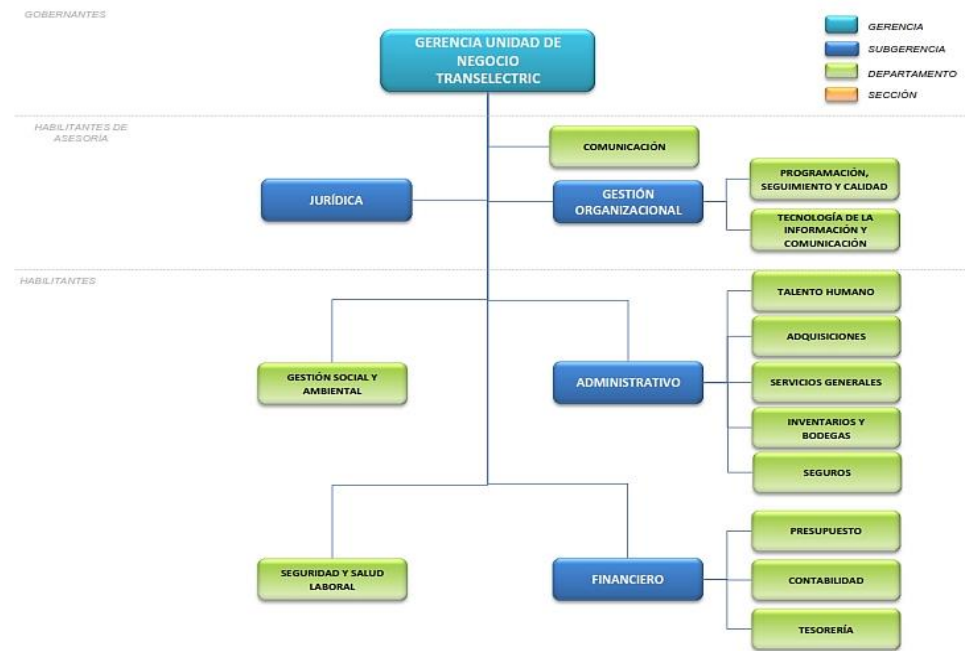 GOBERNANTES
GERENCIA UNIDAD DE
NEGOCIO
TRANSELECTRIC
GERENCIA
SUBGERENCIA
DEPARTAMENTO
SECCIÓN
HABILITANTES DE
ASESORÍA
COMUNICACIÓN
JURÍDICA
GESTIÓN
ORGANIZACIONAL
PROGRAMACIÓN,
SEGUIMIENTO Y CALIDAD
TECNOLOGÍA DE LA
INFORMACIÓN Y
COMUNICACIÓN
HABILITANTES
TALENTO HUMANO
ADQUISICIONES
GESTIÓN SOCIAL Y
AMBIENTAL
ADMINISTRATIVO
SERVICIOS GENERALES
INVENTARIOS Y
BODEGAS
SEGUROS
PRESUPUESTO
SEGURIDAD Y SALUD
LABORAL
FINANCIERO
CONTABILIDAD
TESORERÍA